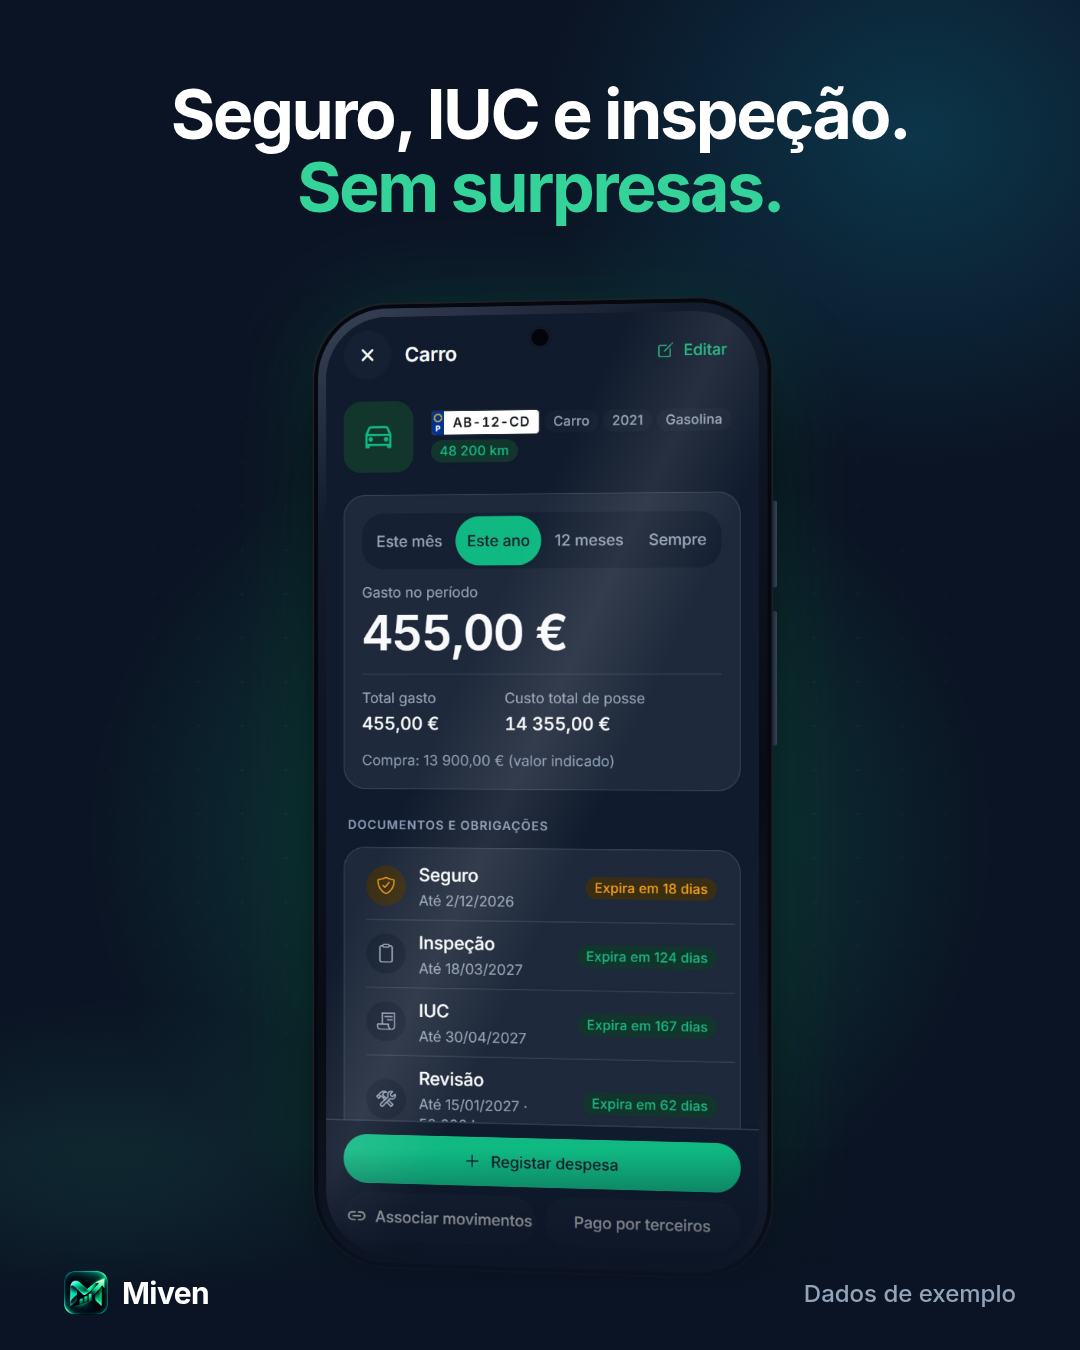 Seguro, IUC e inspeção.
Sem surpresas.
Carro
Editar
P AB-12-CD Carro 2021 Gasolina
48 200 km
Este mês Este ano 12 meses Sempre
Gasto no período
455,00 €
Total gasto Custo total de posse
455,00 € 14 355,00 €
Compra: 13 900,00 € (valor indicado)
DOCUMENTOS E OBRIGAÇÕES
Seguro
Até 2/12/2026
Expira em 18 dias
Inspeção
Até 18/03/2027
Expira em 124 dias
IUC
Até 30/04/2027
Expira em 167 dias
Revisão
Até 15/01/2027 ·
Expira em 62 dias
+ Registar despesa
Associar movimentos Pago por terceiros
Miven
Dados de exemplo